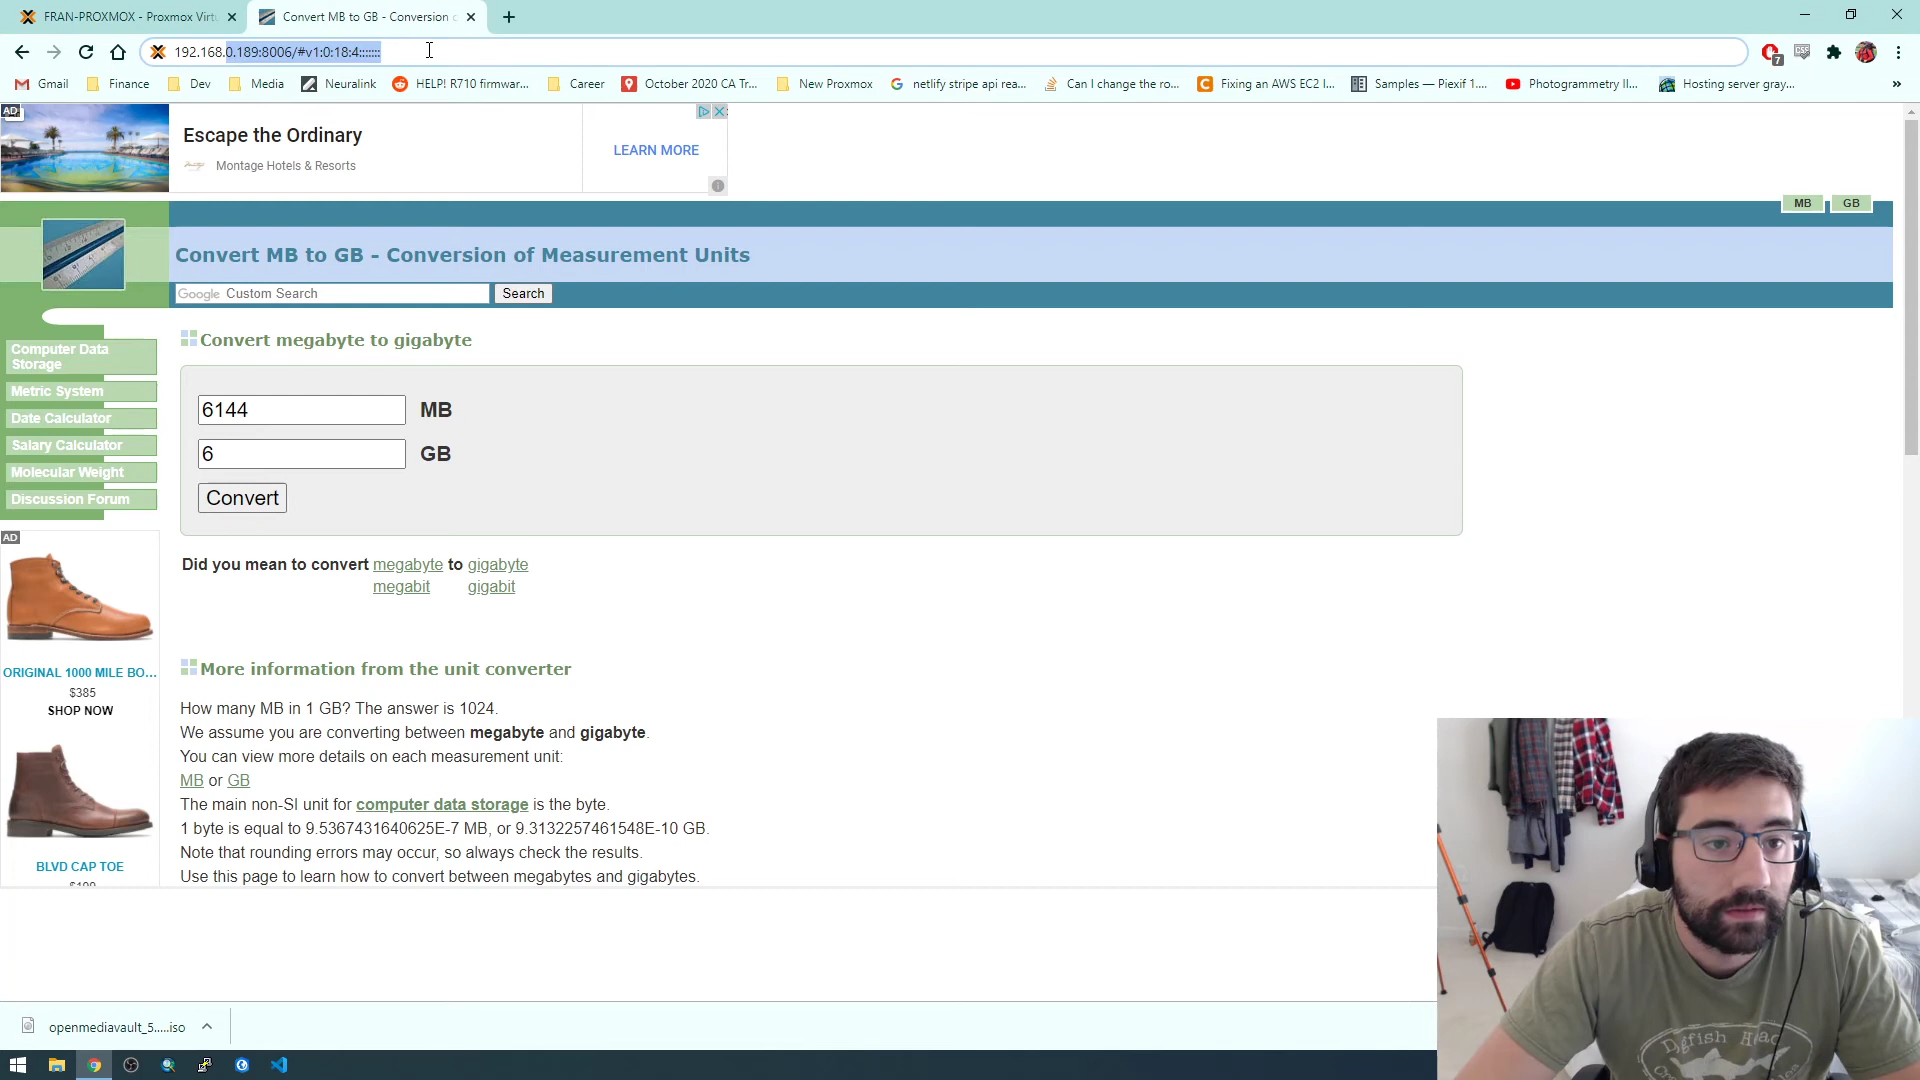 FRAN-PROXMOX - Proxmox Virtu
Convert MB to GB - Conversion o
192.168.0.189:8006/#v1:0:18:4:::::::
7
CSS
Gmail
Finance
Dev
Media
Neuralink
HELP! R710 firmwar...
Career
October 2020 CA Tr...
New Proxmox
netlify stripe api rea...
Can I change the ro...
Fixing an AWS EC2 I...
Samples — Piexif 1....
Photogrammetry II...
Hosting server gray...
»
AD
Escape the Ordinary
Montage Hotels & Resorts
LEARN MORE
MB
GB
Convert MB to GB - Conversion of Measurement Units
Google Custom Search
Search
Computer Data
Storage
Metric System
Date Calculator
Salary Calculator
Molecular Weight
Discussion Forum
Convert megabyte to gigabyte
6144 MB
6 GB
Convert
Did you mean to convert megabyte to gigabyte
megabit gigabit
AD
ORIGINAL 1000 MILE BO...
$385
SHOP NOW
BLVD CAP TOE
More information from the unit converter
How many MB in 1 GB? The answer is 1024.
We assume you are converting between megabyte and gigabyte.
You can view more details on each measurement unit:
MB or GB
The main non-SI unit for computer data storage is the byte.
1 byte is equal to 9.5367431640625E-7 MB, or 9.3132257461548E-10 GB.
Note that rounding errors may occur, so always check the results.
Use this page to learn how to convert between megabytes and gigabytes.
openmediavault_5.....iso
Dogfish Head